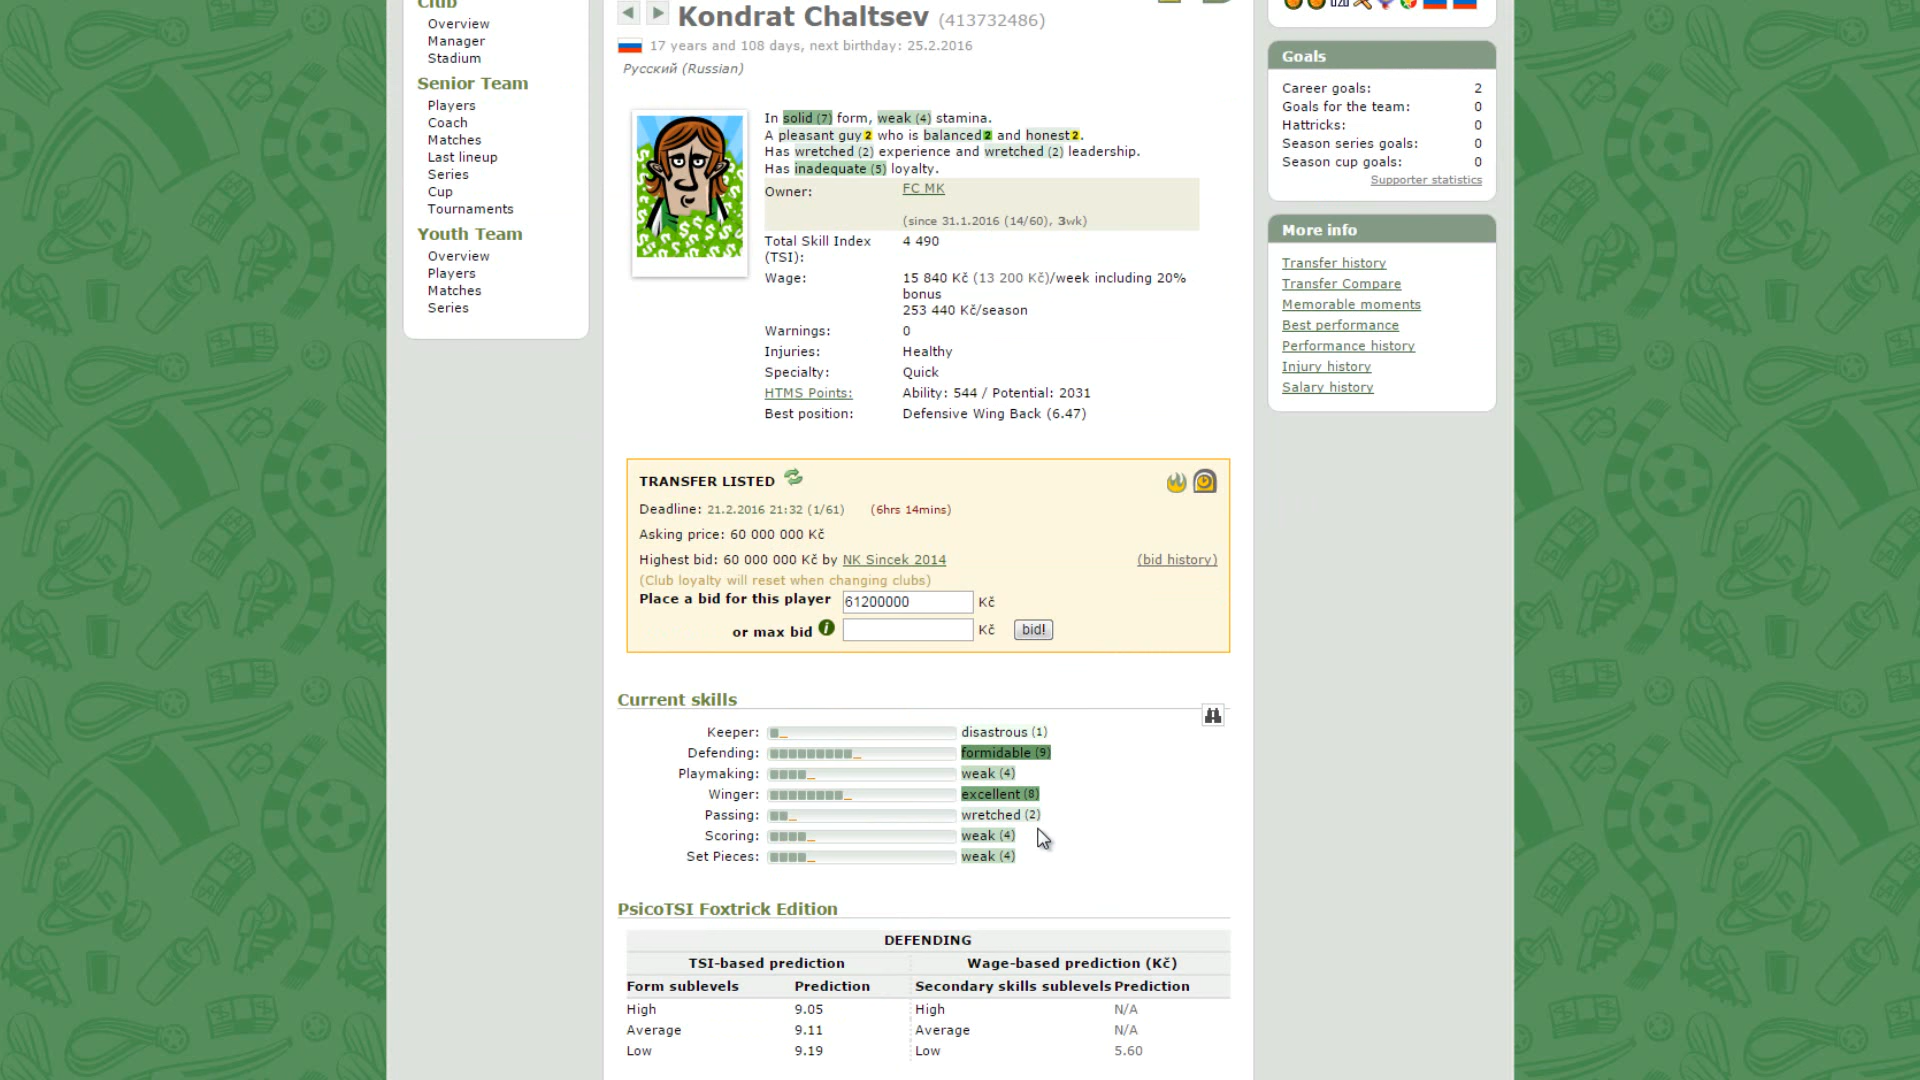 Club
Overview
Manager
Stadium
Senior Team
Players
Coach
Matches
Last lineup
Series
Cup
Tournaments
Youth Team
Overview
Players
Matches
Series
Kondrat Chaltsev (413732486)
17 years and 108 days, next birthday: 25.2.2016
Русский (Russian)
In solid (7) form, weak (4) stamina.
A pleasant guy 2 who is balanced 2 and honest 2.
Has wretched (2) experience and wretched (2) leadership.
Has inadequate (5) loyalty.
Owner: FC MK
(since 31.1.2016 (14/60), 3wk)
Total Skill Index (TSI): 4 490
Wage: 15 840 Kč (13 200 Kč)/week including 20%
bonus
253 440 Kč/season
Warnings: 0
Injuries: Healthy
Specialty: Quick
HTMS Points: Ability: 544 / Potential: 2031
Best position: Defensive Wing Back (6.47)
TRANSFER LISTED
Deadline: 21.2.2016 21:32 (1/61) (6hrs 14mins)
Asking price: 60 000 000 Kč
Highest bid: 60 000 000 Kč by NK Sincek 2014 (bid history)
(Club loyalty will reset when changing clubs)
Place a bid for this player 61200000 Kč
or max bid Kč bid!
Current skills
Keeper: disastrous (1)
Defending: formidable (9)
Playmaking: weak (4)
Winger: excellent (8)
Passing: wretched (2)
Scoring: weak (4)
Set Pieces: weak (4)
PsicoTSI Foxtrick Edition
DEFENDING
TSI-based prediction Wage-based prediction (Kč)
Form sublevels Prediction Secondary skills sublevels Prediction
High 9.05 High N/A
Average 9.11 Average N/A
Low 9.19 Low 5.60
Goals
Career goals: 2
Goals for the team: 0
Hattricks: 0
Season series goals: 0
Season cup goals: 0
Supporter statistics
More info
Transfer history
Transfer Compare
Memorable moments
Best performance
Performance history
Injury history
Salary history